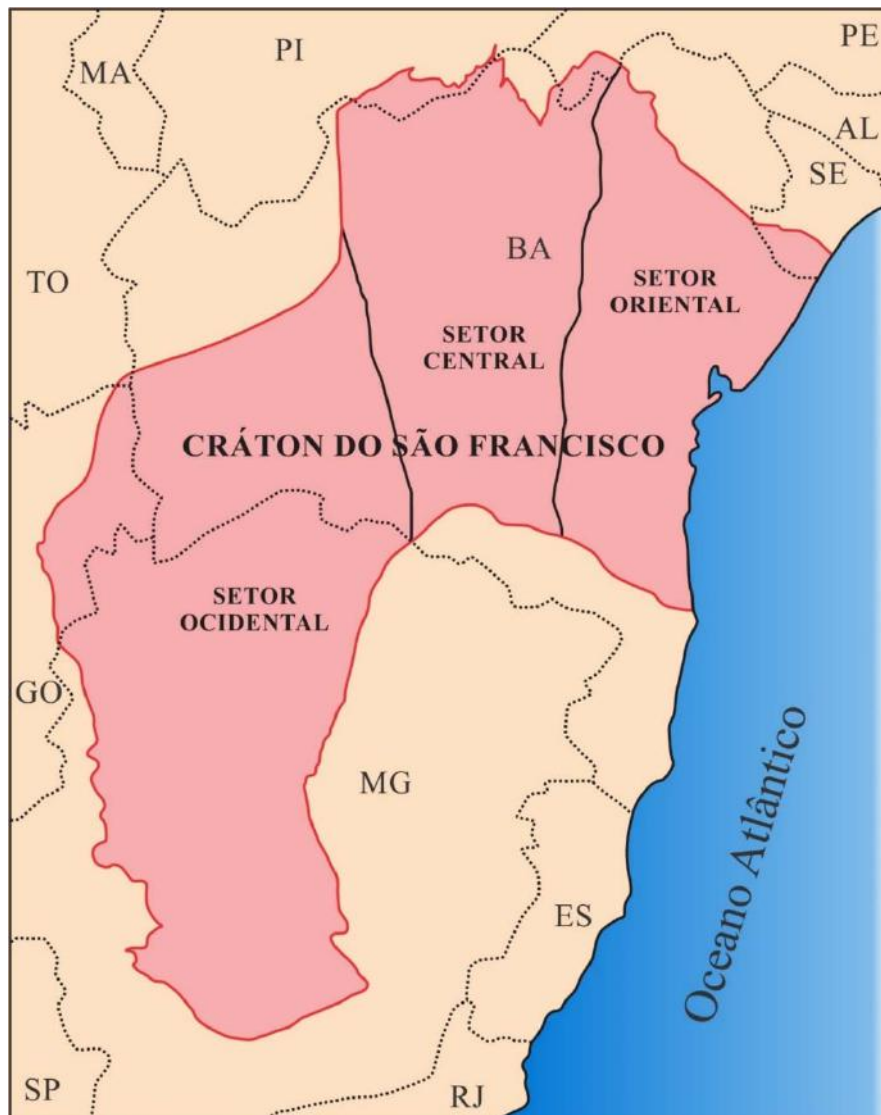 PI
PE
MA
AL
SE
BA
TO
SETOR
ORIENTAL
SETOR
CENTRAL
CRÁTON DO SÃO FRANCISCO
SETOR
OCIDENTAL
GO
MG
Oceano Atlântico
ES
SP
RJ